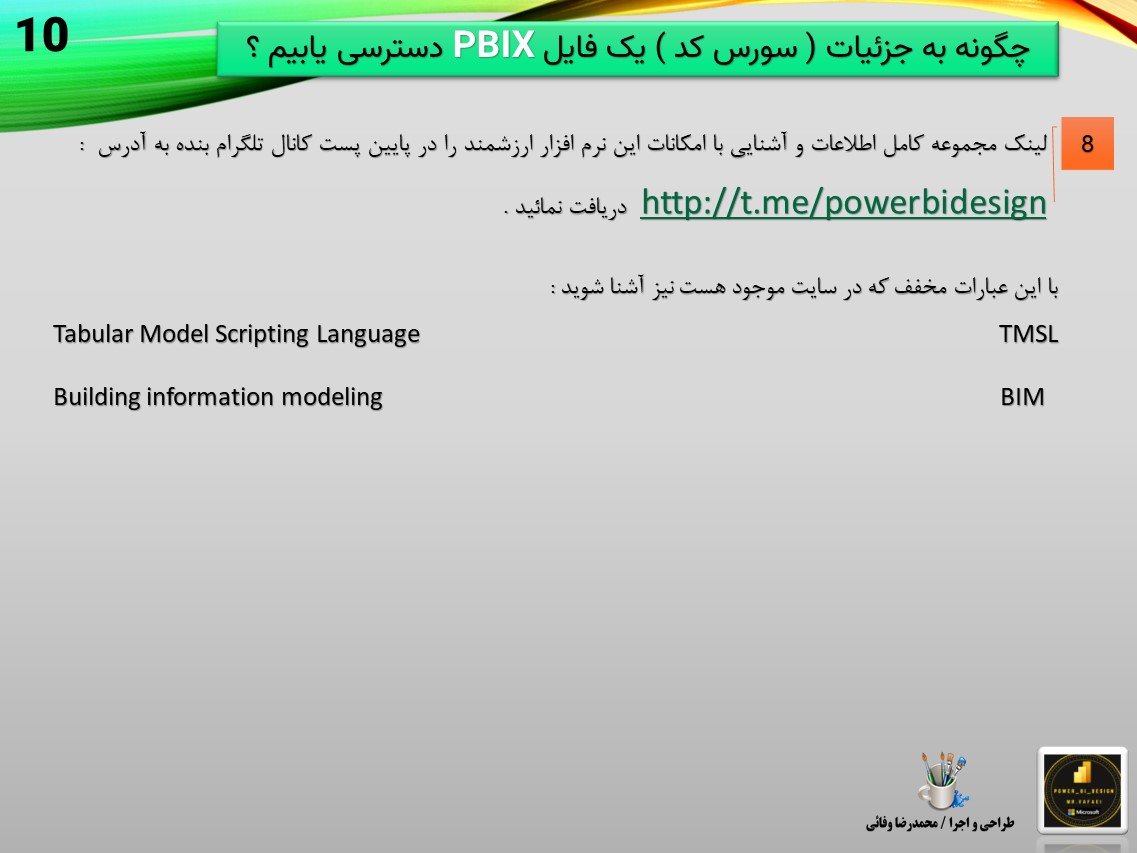 10
چگونه به جزئیات ( سورس کد ) یک فایل PBIX دسترسی یابیم ؟
8
لینک مجموعه کامل اطلاعات و آشنایی با امکانات این نرم افزار ارزشمند را در پایین پست کانال تلگرام بنده به آدرس :
http://t.me/powerbidesign دریافت نمائید .
با این عبارات مخفف که در سایت موجود هست نیز آشنا شوید :
TMSL Tabular Model Scripting Language
BIM Building information modeling
طراحی و اجرا / محمدرضا وفائی
POWER_BI_DESIGN
MR.VAFAEI
Microsoft